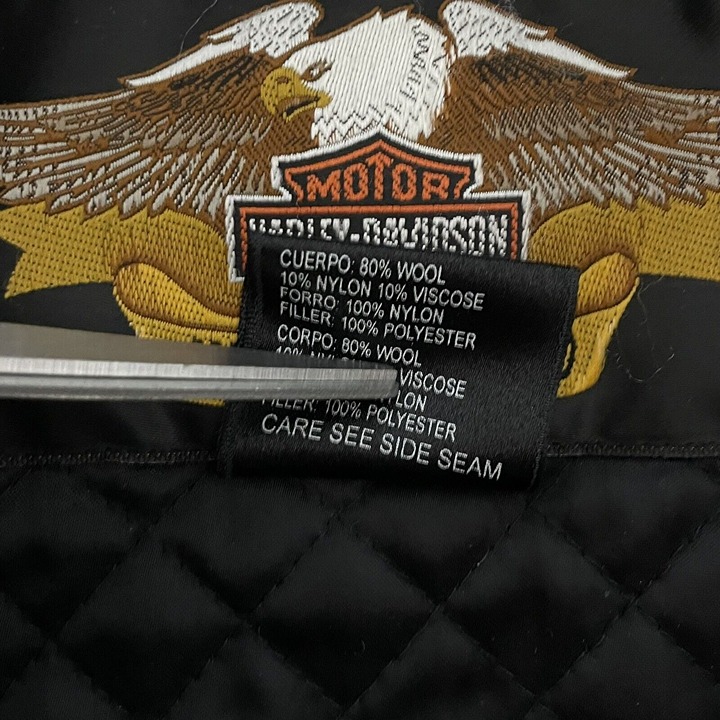 MOTOR
HARLEY-DAVIDSON
CUERPO: 80% WOOL
10% NYLON 10% VISCOSE
FORRO: 100% NYLON
FILLER: 100% POLYESTER
CORPO: 80% WOOL
VISCOSE
FILLER: 100% POLYESTER
CARE SEE SIDE SEAM